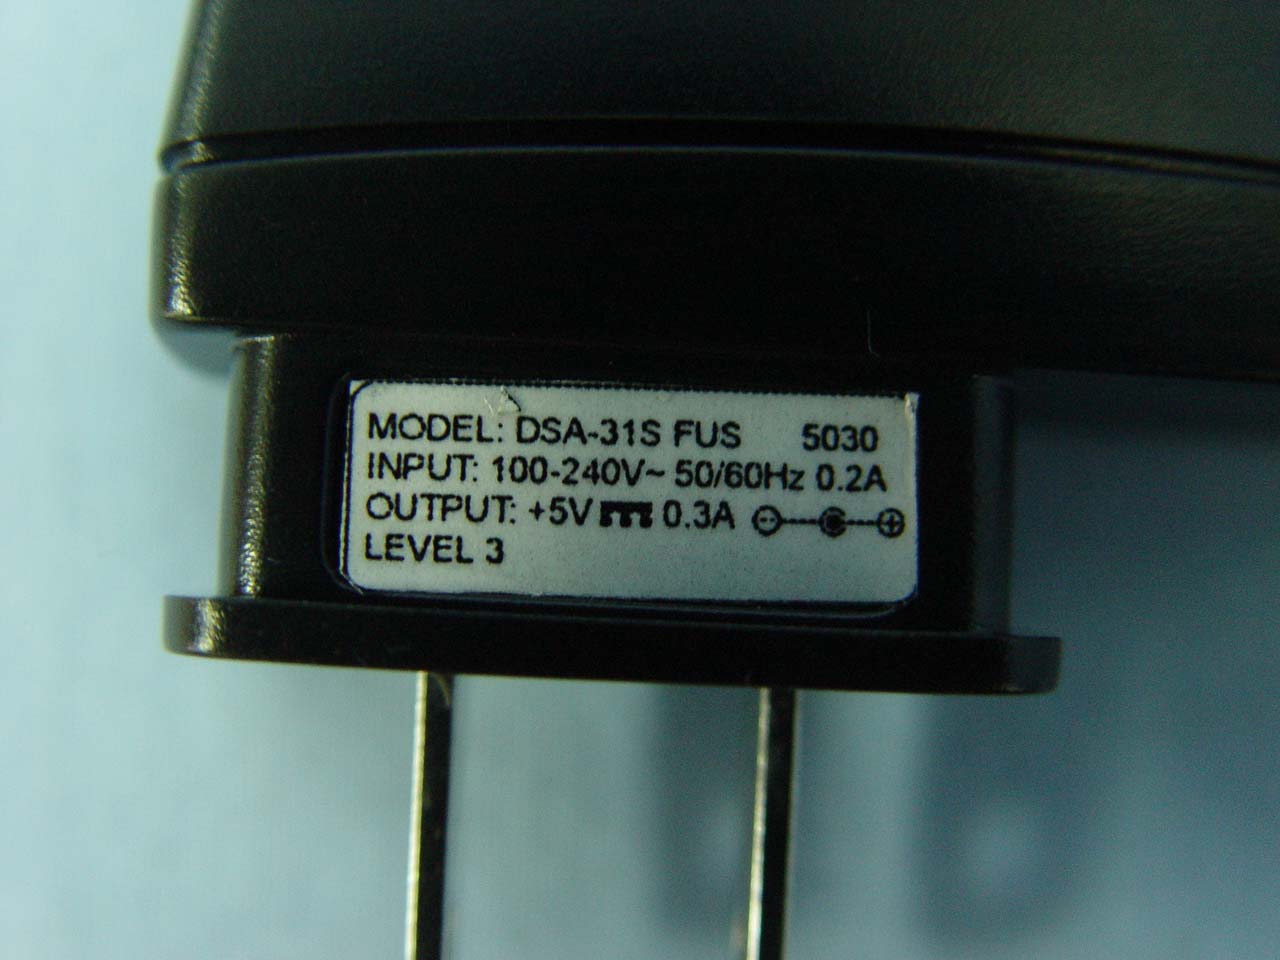 MODEL: DSA-31S FUS 5030
INPUT: 100-240V~ 50/60Hz 0.2A
OUTPUT: +5V⎓0.3A
LEVEL 3